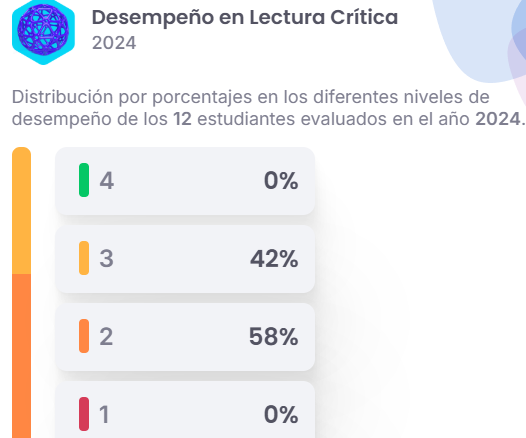 Desempeño en Lectura Crítica
2024
Distribución por porcentajes en los diferentes niveles de
desempeño de los 12 estudiantes evaluados en el año 2024.
4 0%
3 42%
2 58%
1 0%